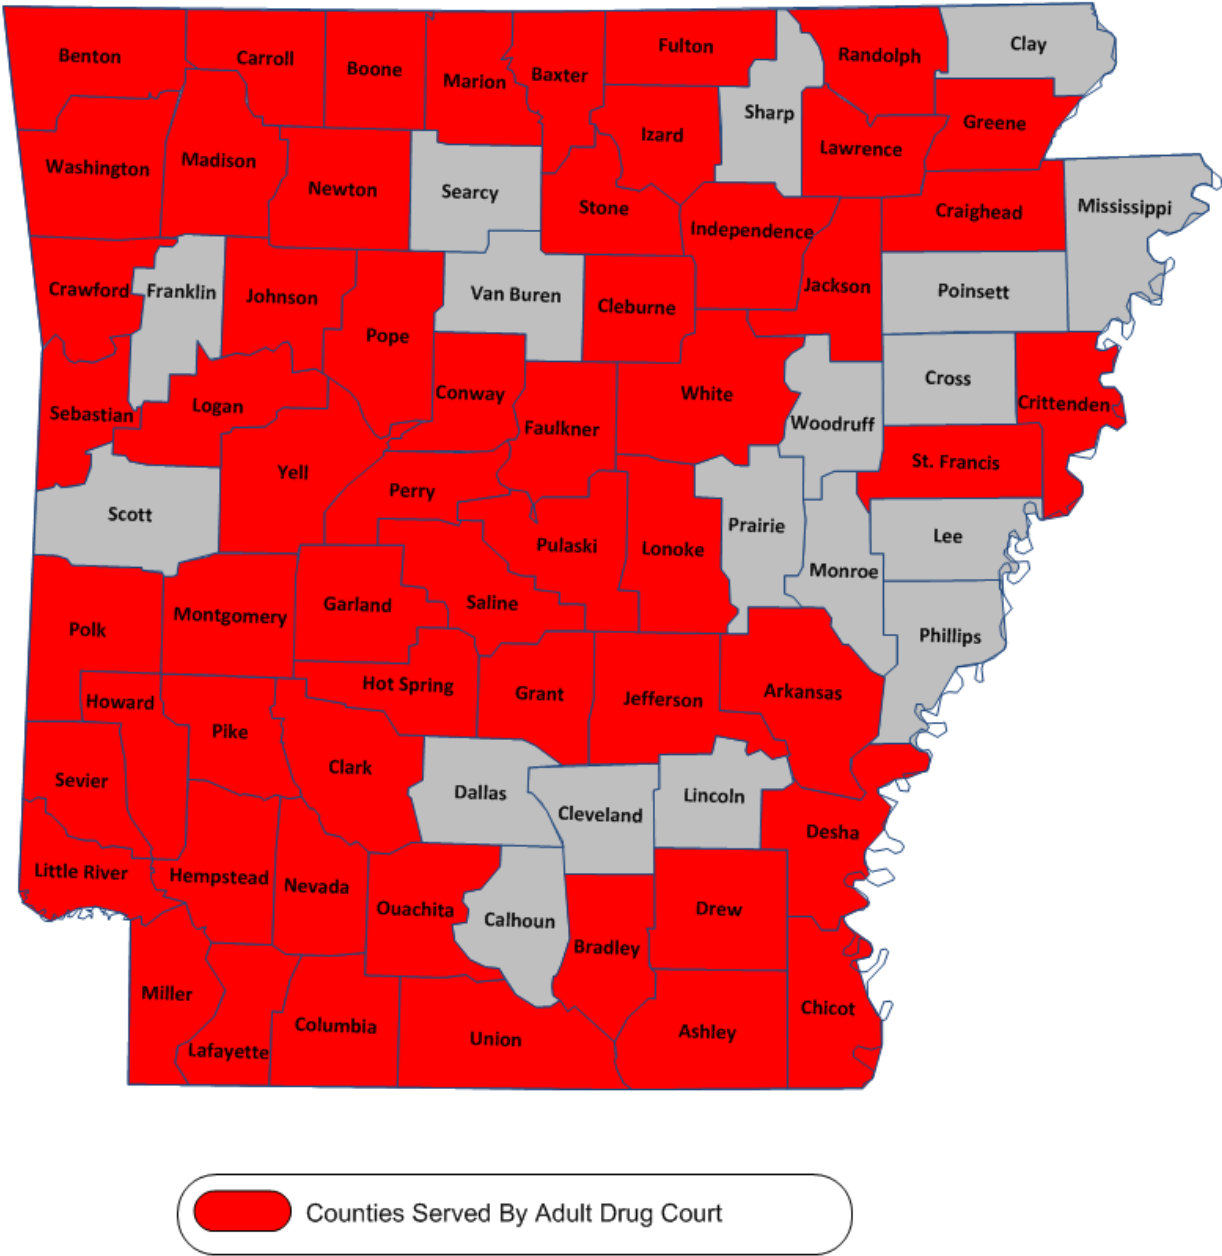 Benton
Carroll
Boone
Marion
Baxter
Fulton
Randolph
Clay
Sharp
Izard
Lawrence
Greene
Washington
Madison
Newton
Searcy
Stone
Independence
Craighead
Mississippi
Crawford
Franklin
Johnson
Pope
Van Buren
Cleburne
Jackson
Poinsett
Sebastian
Logan
Conway
Faulkner
White
Woodruff
Cross
Crittenden
Yell
Perry
St. Francis
Scott
Pulaski
Lonoke
Prairie
Monroe
Lee
Polk
Montgomery
Garland
Saline
Phillips
Howard
Pike
Hot Spring
Grant
Jefferson
Arkansas
Sevier
Clark
Dallas
Cleveland
Lincoln
Desha
Little River
Hempstead
Nevada
Ouachita
Calhoun
Bradley
Drew
Miller
Lafayette
Columbia
Union
Ashley
Chicot
Counties Served By Adult Drug Court